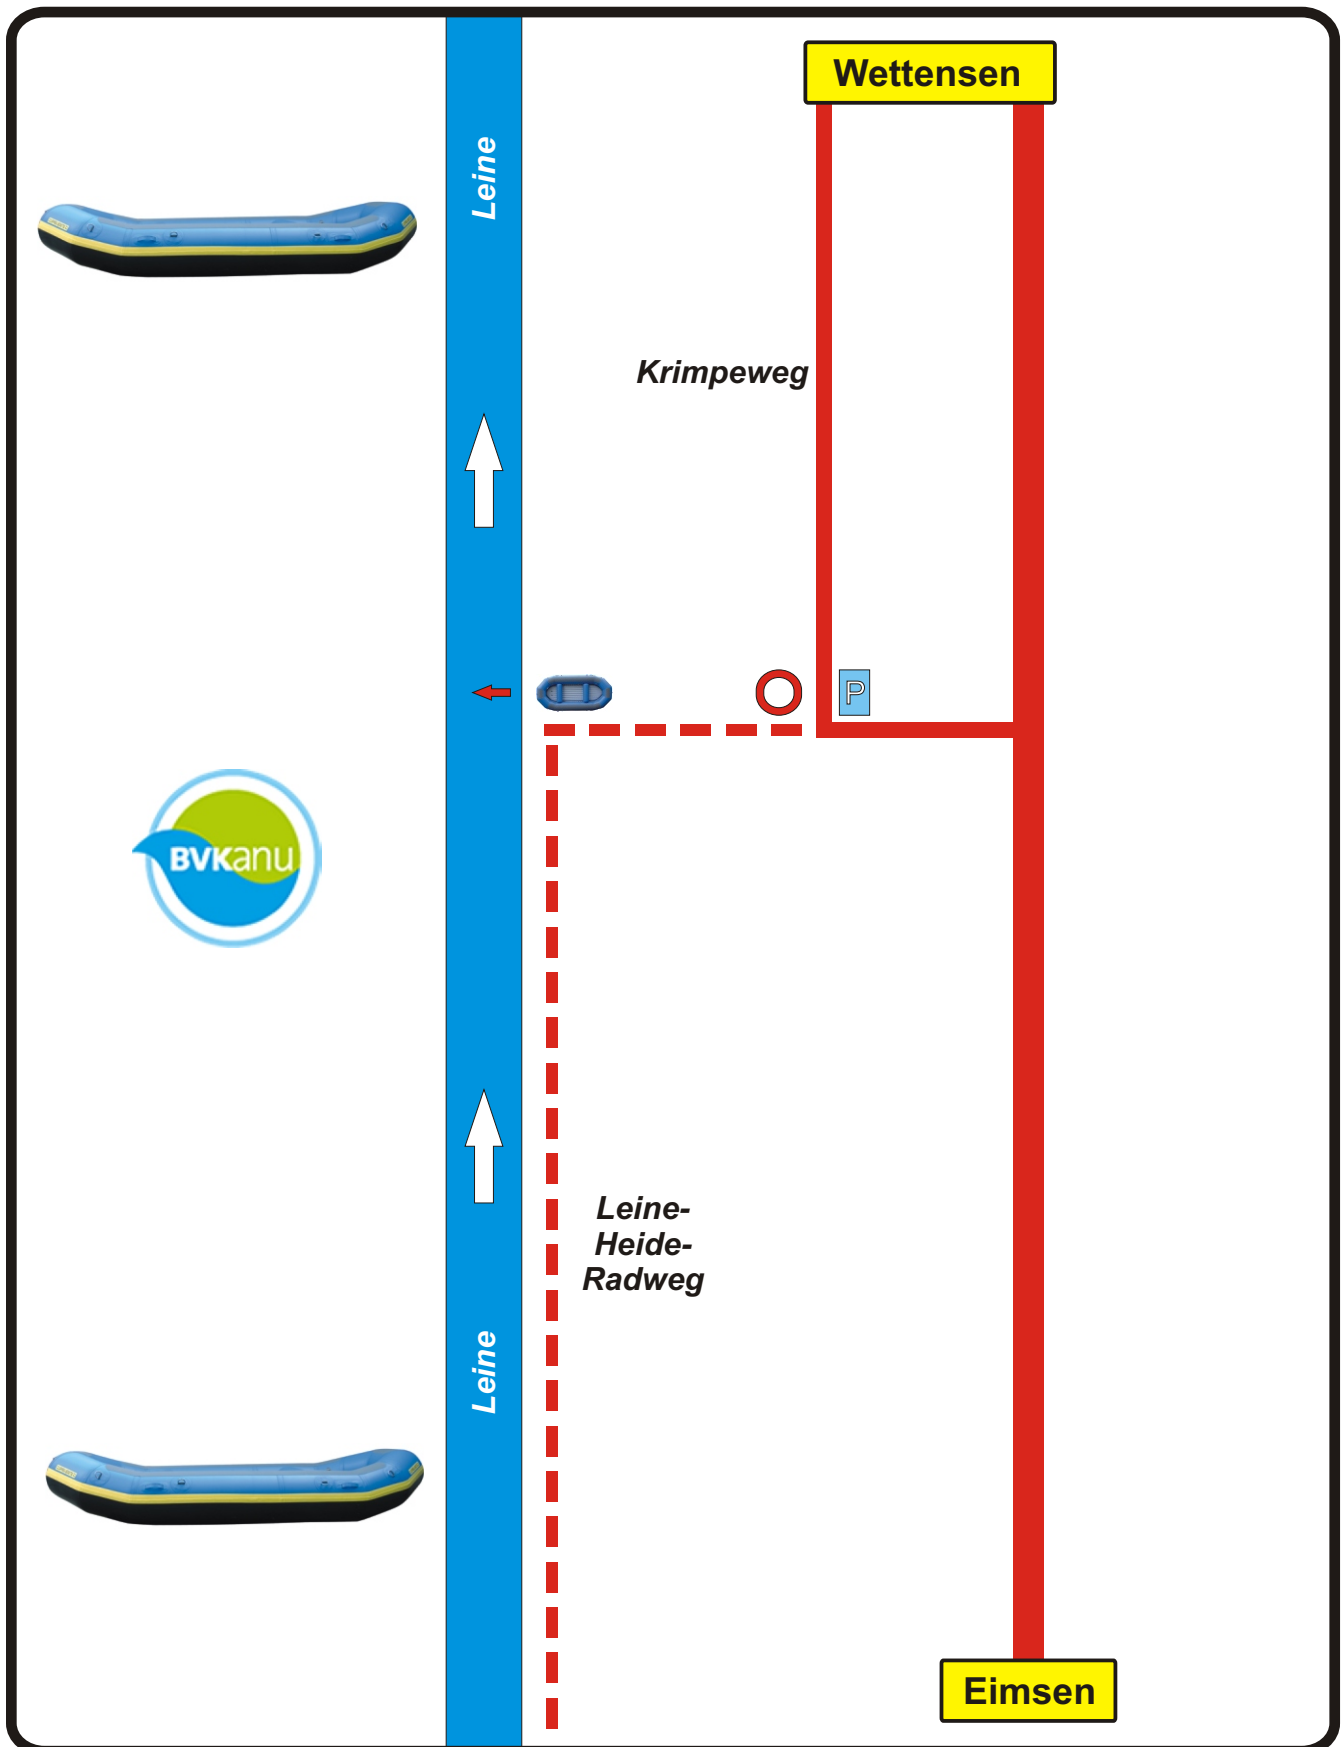 Wettensen
Leine
Krimpeweg
P
BVKanu
Leine-
Heide-
Radweg
Leine
Eimsen